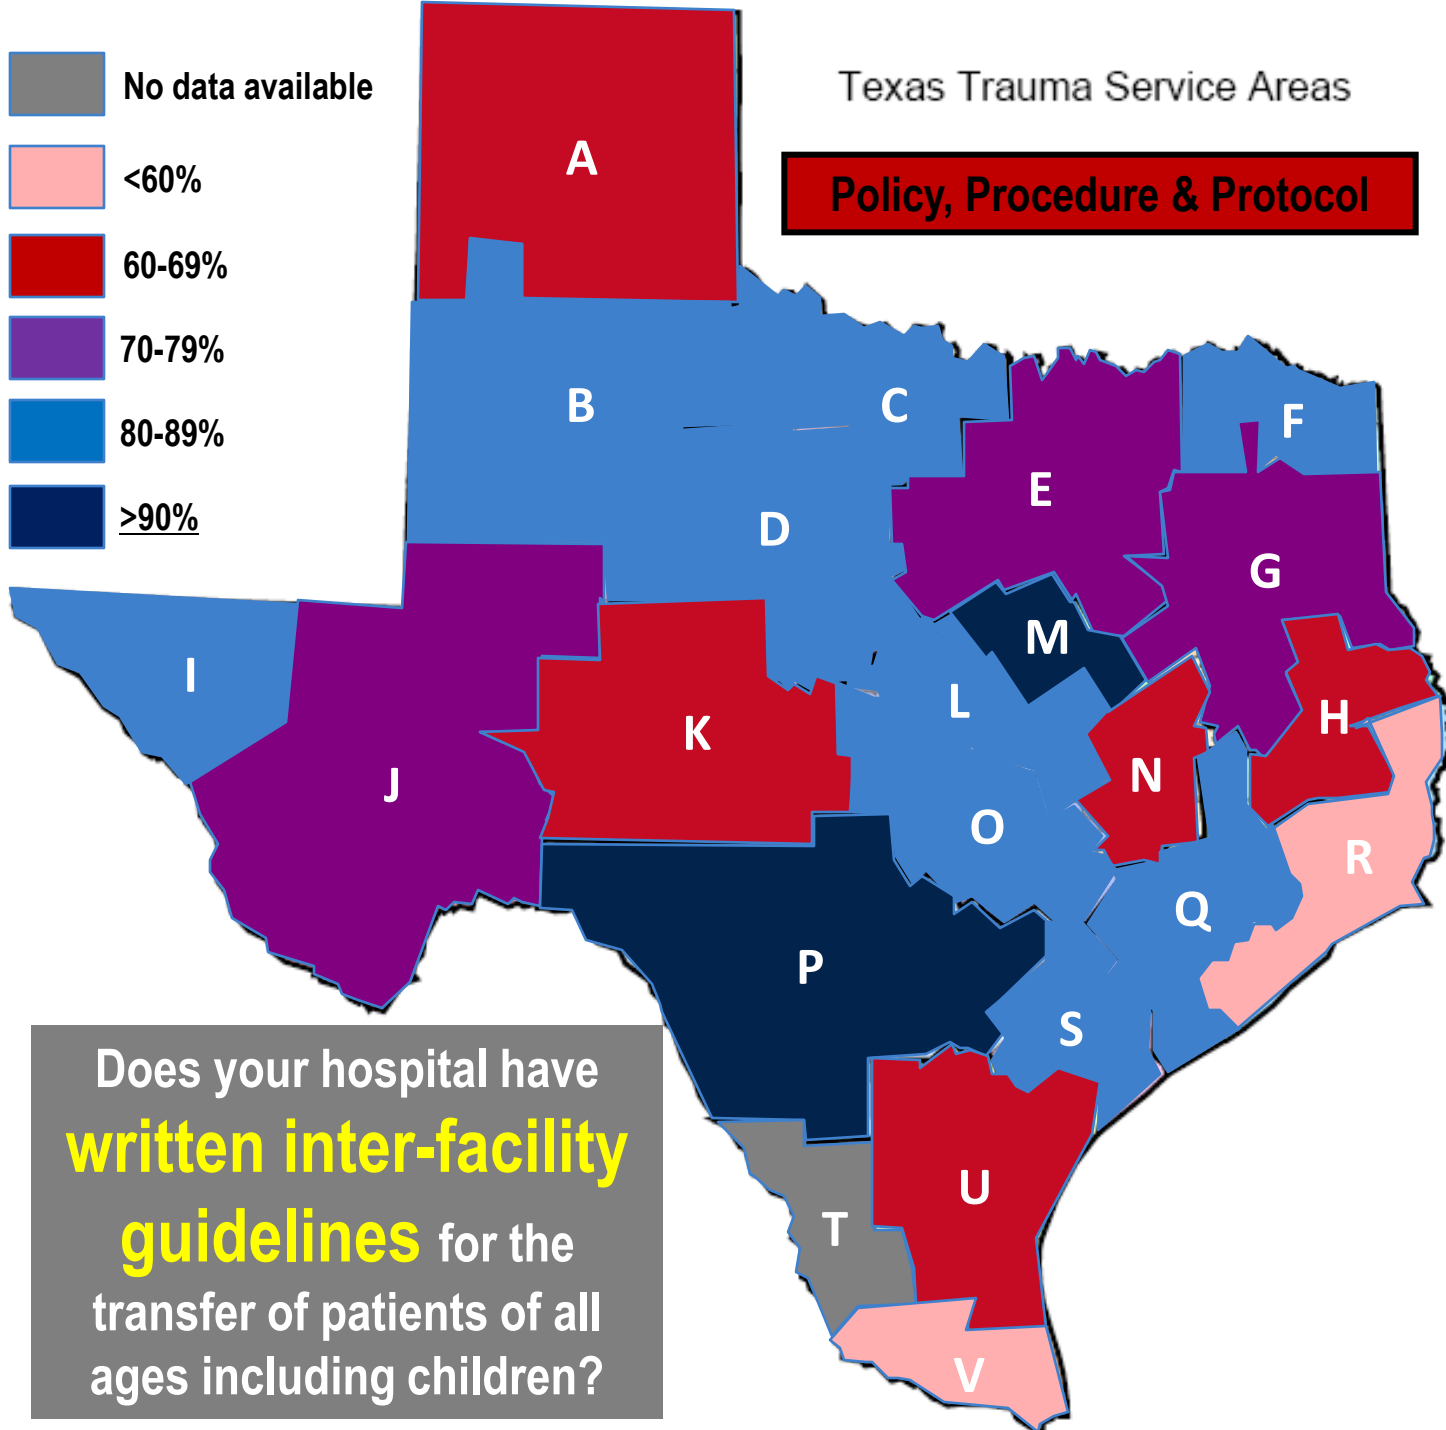 No data available
<60%
60-69%
70-79%
80-89%
>90%
Texas Trauma Service Areas
Policy, Procedure & Protocol
A
B
C
D
E
F
G
H
I
J
K
L
M
N
O
P
Q
R
S
T
U
V
Does your hospital have
written inter-facility
guidelines for the
transfer of patients of all
ages including children?